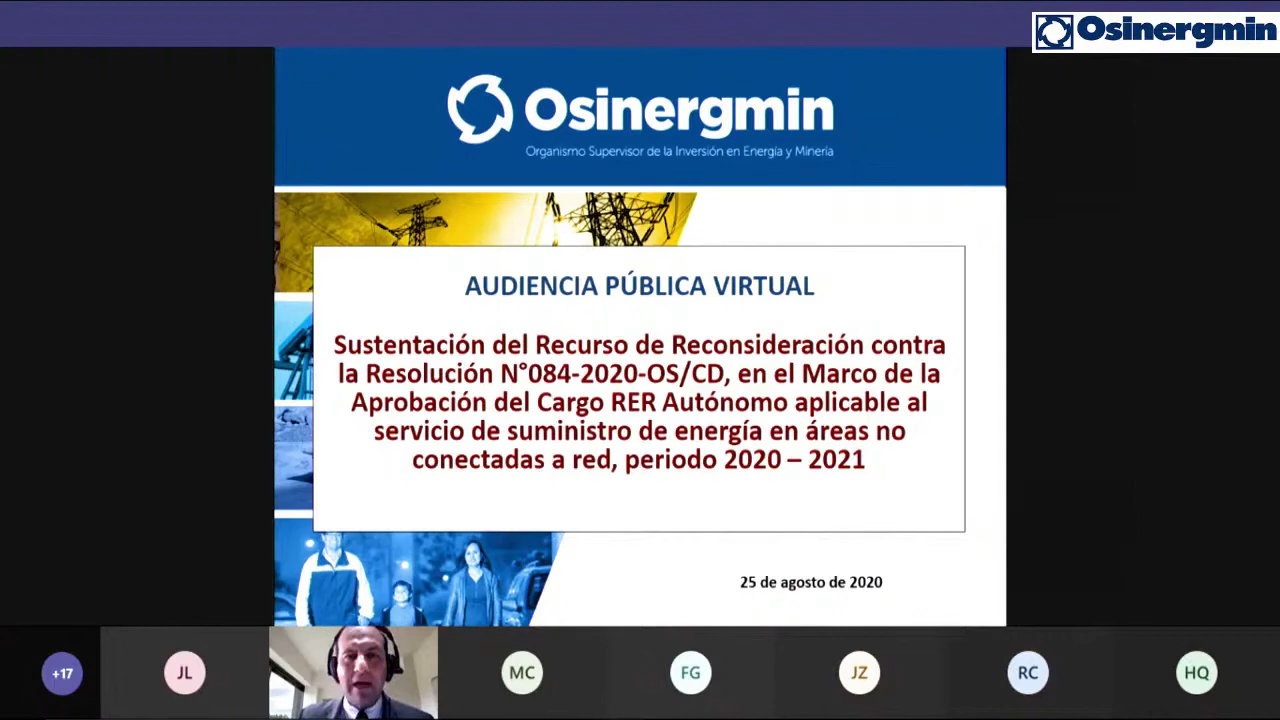 Osinergmin
Osinergmin
Organismo Supervisor de la Inversión en Energía y Minería
AUDIENCIA PÚBLICA VIRTUAL
Sustentación del Recurso de Reconsideración contra
la Resolución N°084-2020-OS/CD, en el Marco de la
Aprobación del Cargo RER Autónomo aplicable al
servicio de suministro de energía en áreas no
conectadas a red, periodo 2020 – 2021
25 de agosto de 2020
+17
JL
MC
FG
JZ
RC
HQ